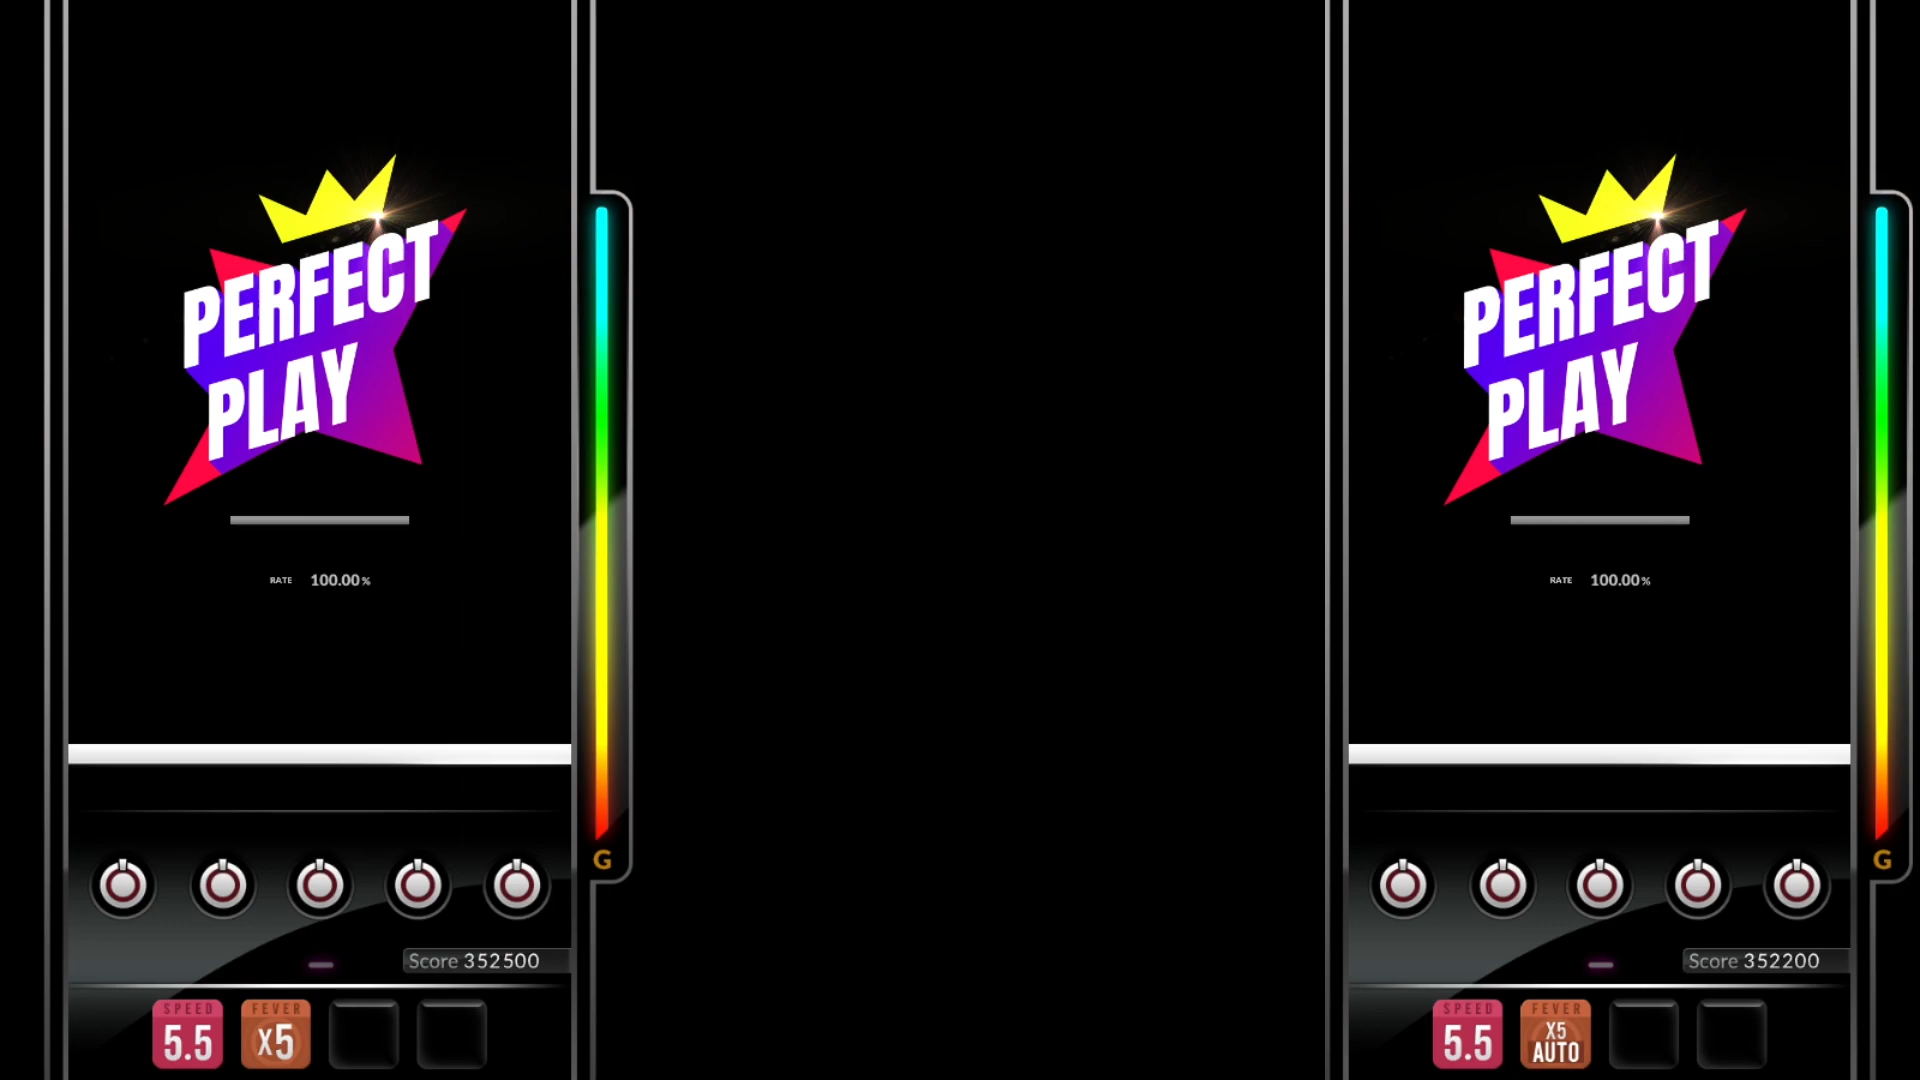 PERFECT
PLAY
RATE 100.00%
G
Score 352500
SPEED
5.5
FEVER
X5
PERFECT
PLAY
RATE 100.00%
G
Score 352200
SPEED
5.5
FEVER
X5
AUTO